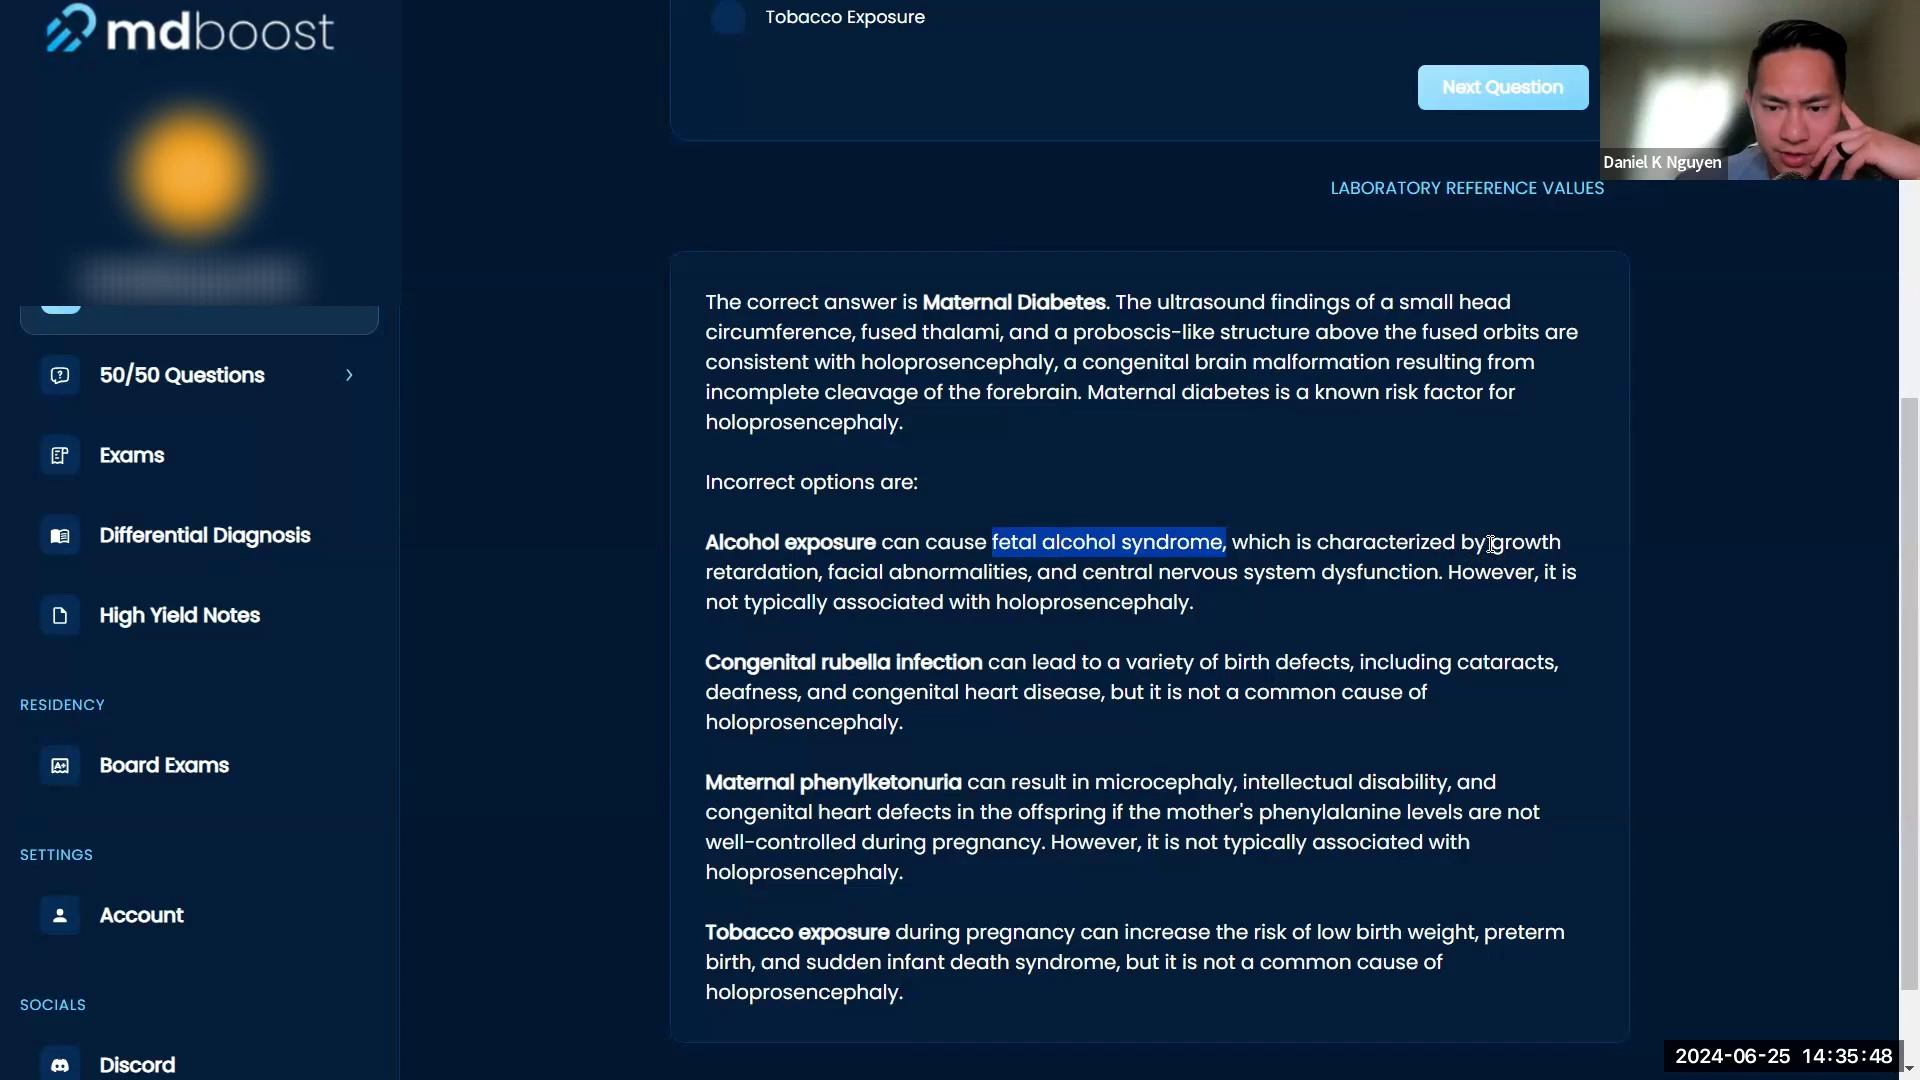 mdboost
Tobacco Exposure
Next Question
Daniel K Nguyen
LABORATORY REFERENCE VALUES
50/50 Questions
Exams
Differential Diagnosis
High Yield Notes
RESIDENCY
Board Exams
SETTINGS
Account
SOCIALS
Discord
The correct answer is Maternal Diabetes. The ultrasound findings of a small head
circumference, fused thalami, and a proboscis-like structure above the fused orbits are
consistent with holoprosencephaly, a congenital brain malformation resulting from
incomplete cleavage of the forebrain. Maternal diabetes is a known risk factor for
holoprosencephaly.
Incorrect options are:
Alcohol exposure can cause fetal alcohol syndrome, which is characterized by growth
retardation, facial abnormalities, and central nervous system dysfunction. However, it is
not typically associated with holoprosencephaly.
Congenital rubella infection can lead to a variety of birth defects, including cataracts,
deafness, and congenital heart disease, but it is not a common cause of
holoprosencephaly.
Maternal phenylketonuria can result in microcephaly, intellectual disability, and
congenital heart defects in the offspring if the mother's phenylalanine levels are not
well-controlled during pregnancy. However, it is not typically associated with
holoprosencephaly.
Tobacco exposure during pregnancy can increase the risk of low birth weight, preterm
birth, and sudden infant death syndrome, but it is not a common cause of
holoprosencephaly.
2024-06-25 14:35:48